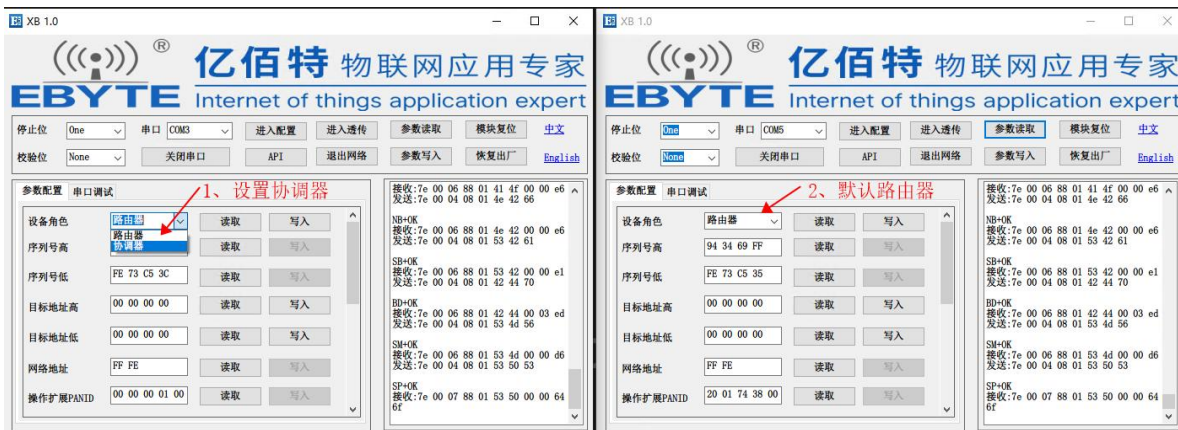 XB 1.0
®
亿佰特 物联网应用专家
EBYTE Internet of things application expert
停止位 One 串口 COM3 进入配置 进入透传 参数读取 模块复位 中文
校验位 None 关闭串口 API 退出网络 参数写入 恢复出厂 English
参数配置 串口调试
1、设置协调器
设备角色 路由器 读取 写入
路由器
协调器
序列号高 读取 写入
序列号低 FE 73 C5 3C 读取 写入
目标地址高 00 00 00 00 读取 写入
目标地址低 00 00 00 00 读取 写入
网络地址 FF FE 读取 写入
操作扩展PANID 00 00 00 01 00 读取 写入
接收:7e 00 06 88 01 41 4f 00 00 e6
发送:7e 00 04 08 01 4e 42 66
NB+OK
接收:7e 00 06 88 01 4e 42 00 00 e6
发送:7e 00 04 08 01 53 42 61
SB+OK
接收:7e 00 06 88 01 53 42 00 00 e1
发送:7e 00 04 08 01 42 44 70
BD+OK
接收:7e 00 06 88 01 42 44 00 03 ed
发送:7e 00 04 08 01 53 4d 56
SM+OK
接收:7e 00 06 88 01 53 4d 00 00 d6
发送:7e 00 04 08 01 53 50 53
SP+OK
接收:7e 00 07 88 01 53 50 00 00 64
6f
XB 1.0
®
亿佰特 物联网应用专家
EBYTE Internet of things application expert
停止位 One 串口 COM5 进入配置 进入透传 参数读取 模块复位 中文
校验位 None 关闭串口 API 退出网络 参数写入 恢复出厂 English
参数配置 串口调试
2、默认路由器
设备角色 路由器 读取 写入
序列号高 94 34 69 FF 读取 写入
序列号低 FE 73 C5 35 读取 写入
目标地址高 00 00 00 00 读取 写入
目标地址低 00 00 00 00 读取 写入
网络地址 FF FE 读取 写入
操作扩展PANID 20 01 74 38 00 读取 写入
接收:7e 00 06 88 01 41 4f 00 00 e6
发送:7e 00 04 08 01 4e 42 66
NB+OK
接收:7e 00 06 88 01 4e 42 00 00 e6
发送:7e 00 04 08 01 53 42 61
SB+OK
接收:7e 00 06 88 01 53 42 00 00 e1
发送:7e 00 04 08 01 42 44 70
BD+OK
接收:7e 00 06 88 01 42 44 00 03 ed
发送:7e 00 04 08 01 53 4d 56
SM+OK
接收:7e 00 06 88 01 53 4d 00 00 d6
发送:7e 00 04 08 01 53 50 53
SP+OK
接收:7e 00 07 88 01 53 50 00 00 64
6f